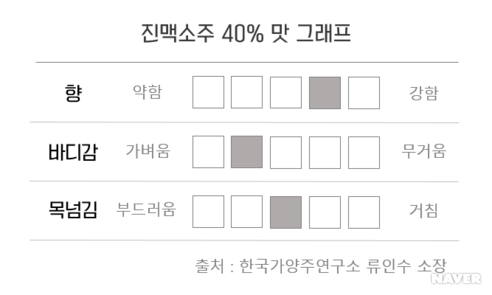 진맥소주 40% 맛 그래프
향 약함 강함
바디감 가벼움 무거움
목넘김 부드러움 거침
출처 : 한국가양주연구소 류인수 소장
NAVER